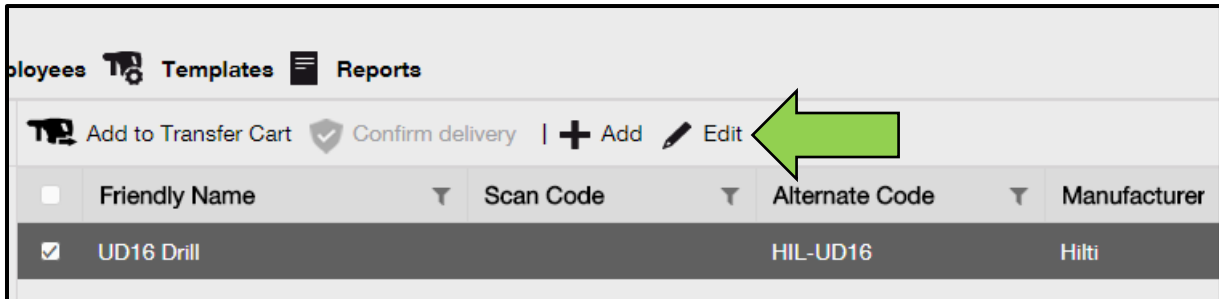 Templates Reports
Add to Transfer Cart Confirm delivery | Add Edit
Friendly Name Scan Code Alternate Code Manufacturer
UD16 Drill HIL-UD16 Hilti